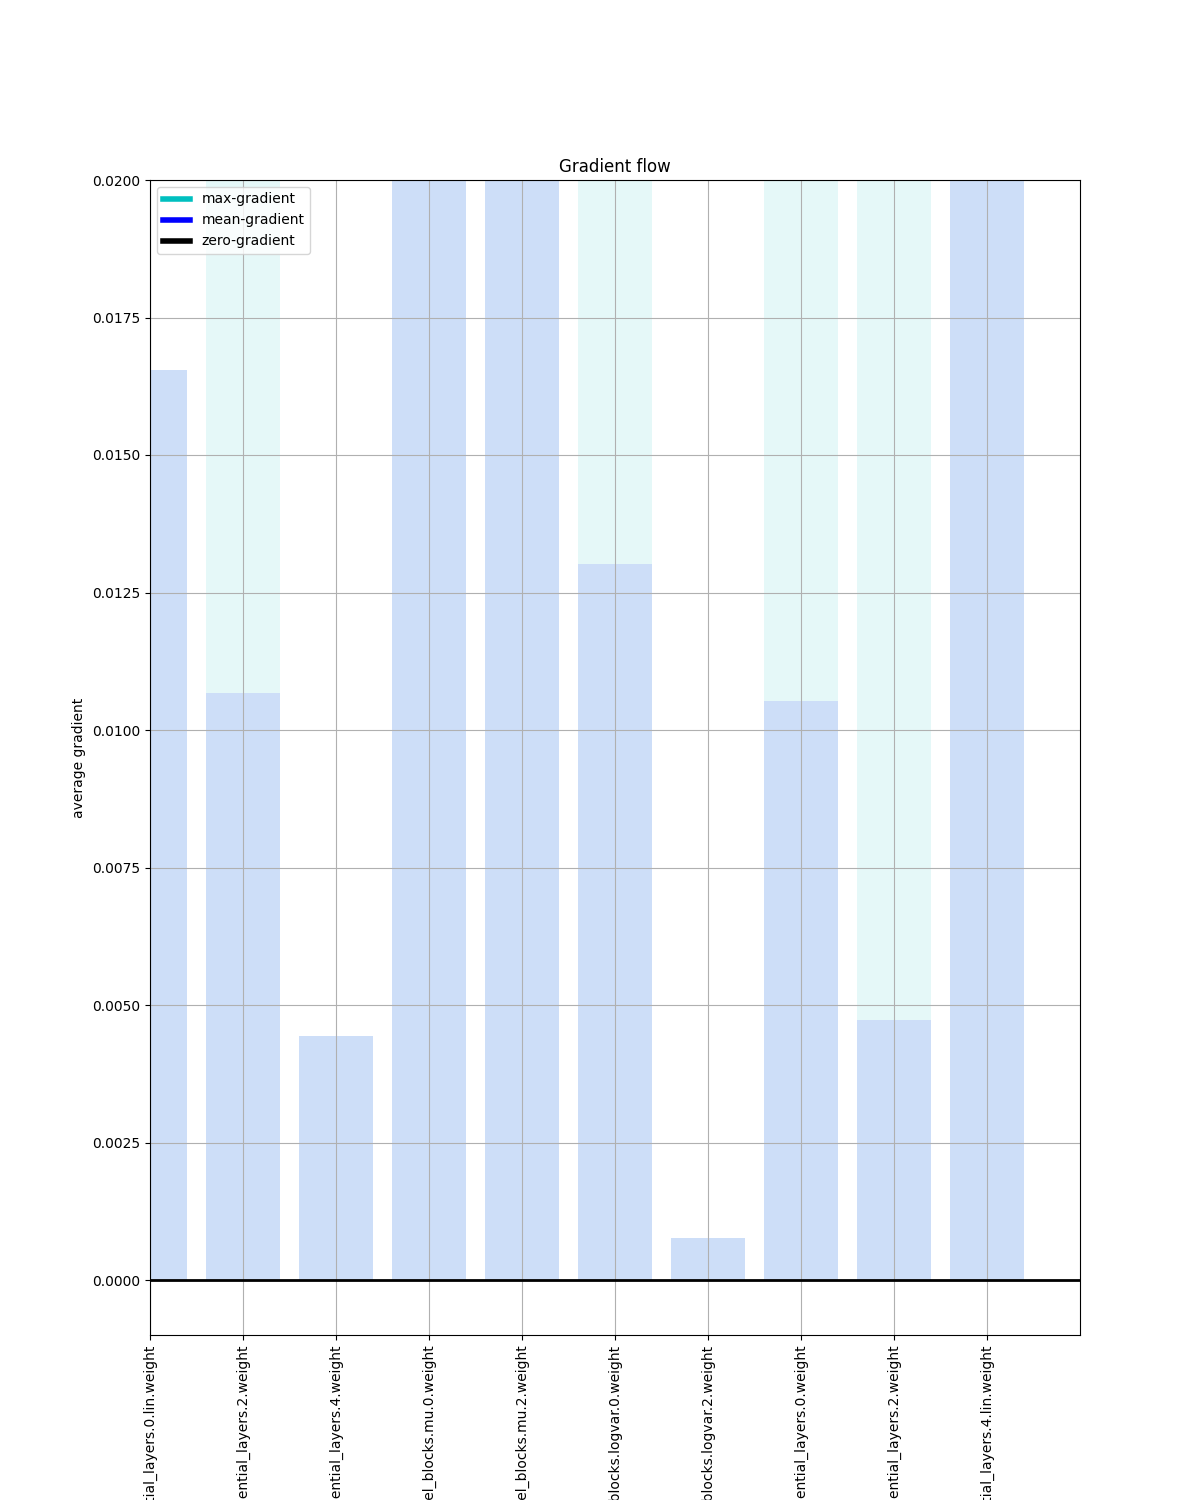 Gradient flow
max-gradient
mean-gradient
zero-gradient
0.0200
0.0175
0.0150
0.0125
0.0100
0.0075
0.0050
0.0025
0.0000
average gradient
tial_layers.0.lin.weight
ential_layers.2.weight
ential_layers.4.weight
el_blocks.mu.0.weight
el_blocks.mu.2.weight
blocks.logvar.0.weight
blocks.logvar.2.weight
ential_layers.0.weight
ential_layers.2.weight
tial_layers.4.lin.weight